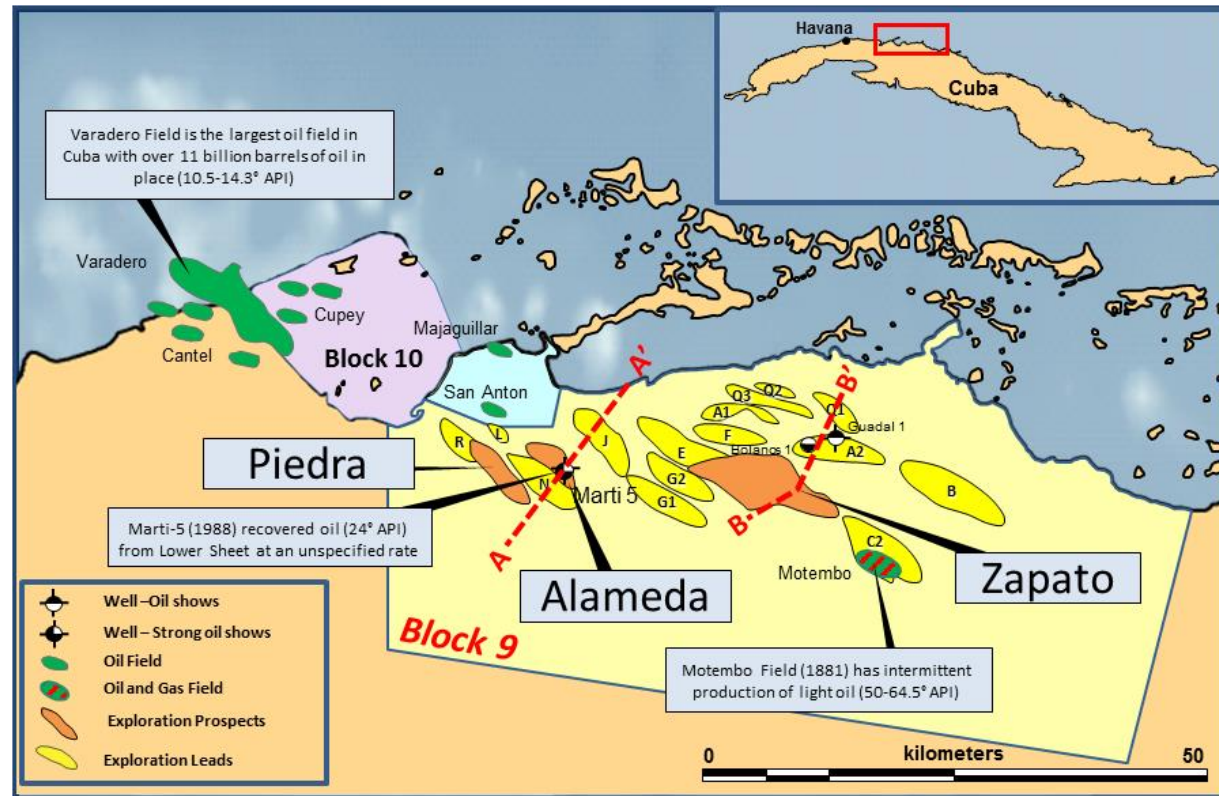 Havana
Cuba
Varadero Field is the largest oil field in
Cuba with over 11 billion barrels of oil in
place (10.5-14.3° API)
Varadero
Cupey
Cantel
Block 10
Majaguillar
San Anton
A'
B'
Q2
Q3
Q1
A1
Guadal 1
F
Bolanos 1
A2
L
R
J
E
G2
B
Piedra
N
Marti 5
G1
B
Marti-5 (1988) recovered oil (24° API)
from Lower Sheet at an unspecified rate
A
C2
Motembo
Zapato
Alameda
Block 9
Well –Oil shows
Well – Strong oil shows
Oil Field
Oil and Gas Field
Exploration Prospects
Exploration Leads
Motembo Field (1881) has intermittent
production of light oil (50-64.5° API)
0 kilometers 50